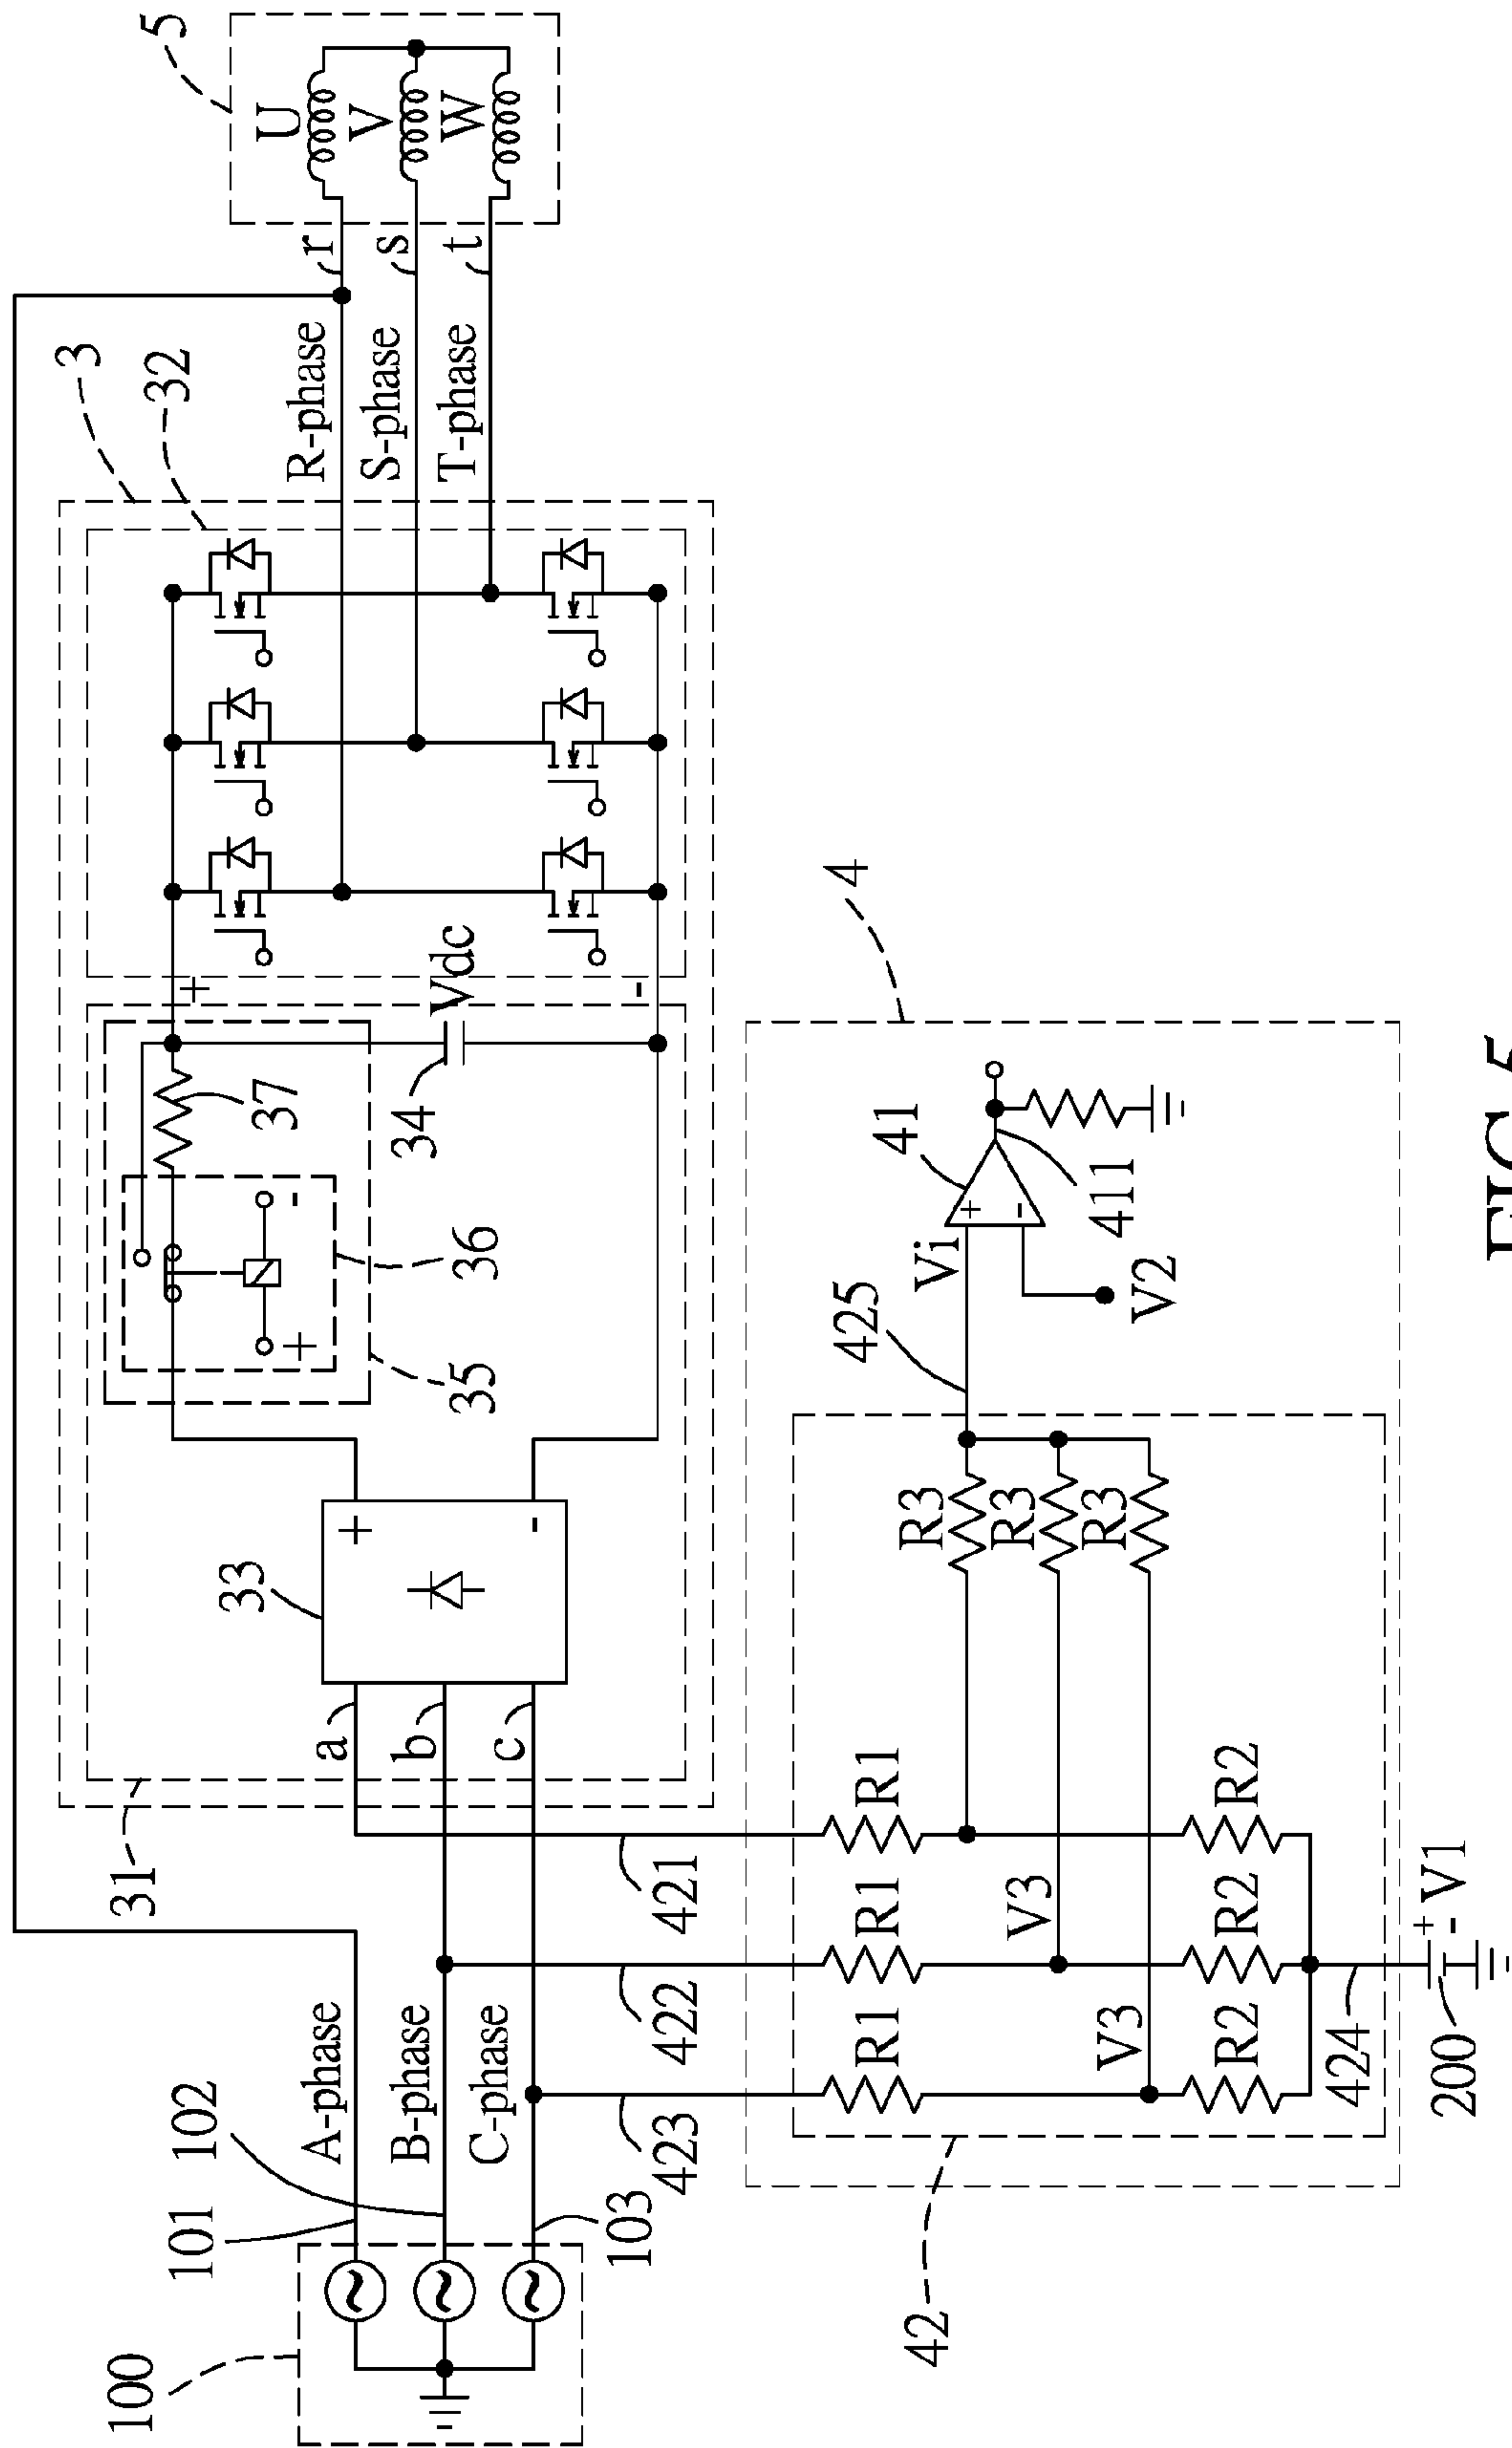 100
101
102
103
A-phase
B-phase
C-phase
31
a
b
c
33
+
-
35
36
+
-
37
34
Vdc
+
-
3
32
R-phase
S-phase
T-phase
r
s
t
5
U
V
W
421
422
423
42
R1
R1
R1
V3
V3
R2
R2
R2
R3
R3
R3
424
200
+
-
V1
425
Vi
V2
+
-
41
411
4
FIG.5